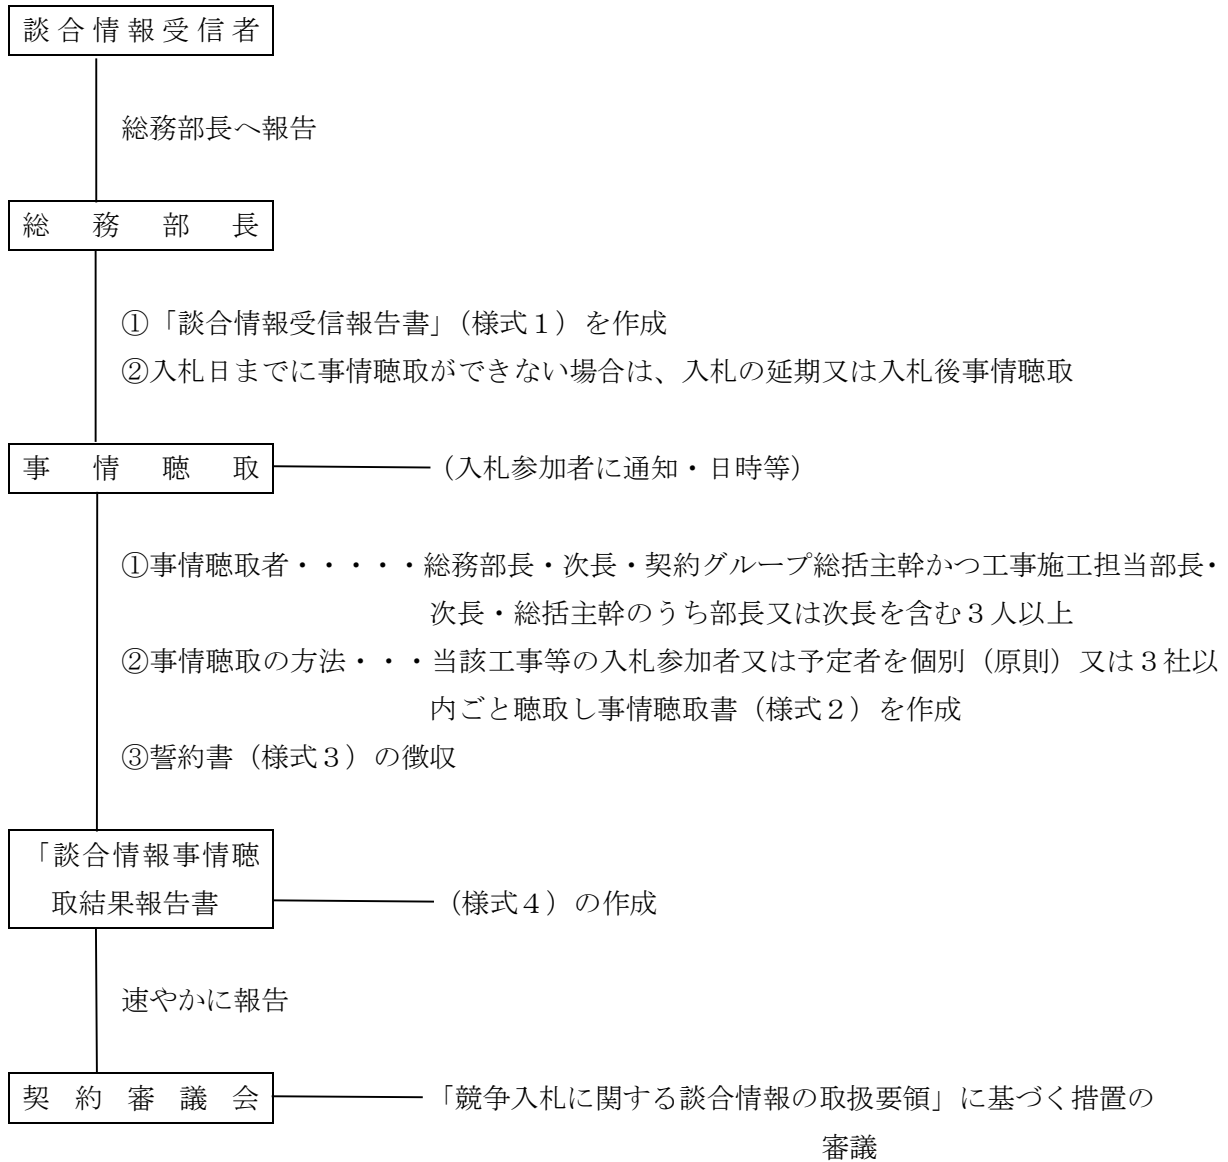 談合情報受信者
総務部長へ報告
総務部長
①「談合情報受信報告書」（様式１）を作成
②入札日までに事情聴取ができない場合は、入札の延期又は入札後事情聴取
事情聴取
（入札参加者に通知・日時等）
①事情聴取者・・・・・総務部長・次長・契約グループ総括主幹かつ工事施工担当部長・
次長・総括主幹のうち部長又は次長を含む３人以上
②事情聴取の方法・・・当該工事等の入札参加者又は予定者を個別（原則）又は３社以
内ごと聴取し事情聴取書（様式２）を作成
③誓約書（様式３）の徴収
「談合情報事情聴
取結果報告書
（様式４）の作成
速やかに報告
契約審議会
「競争入札に関する談合情報の取扱要領」に基づく措置の
審議